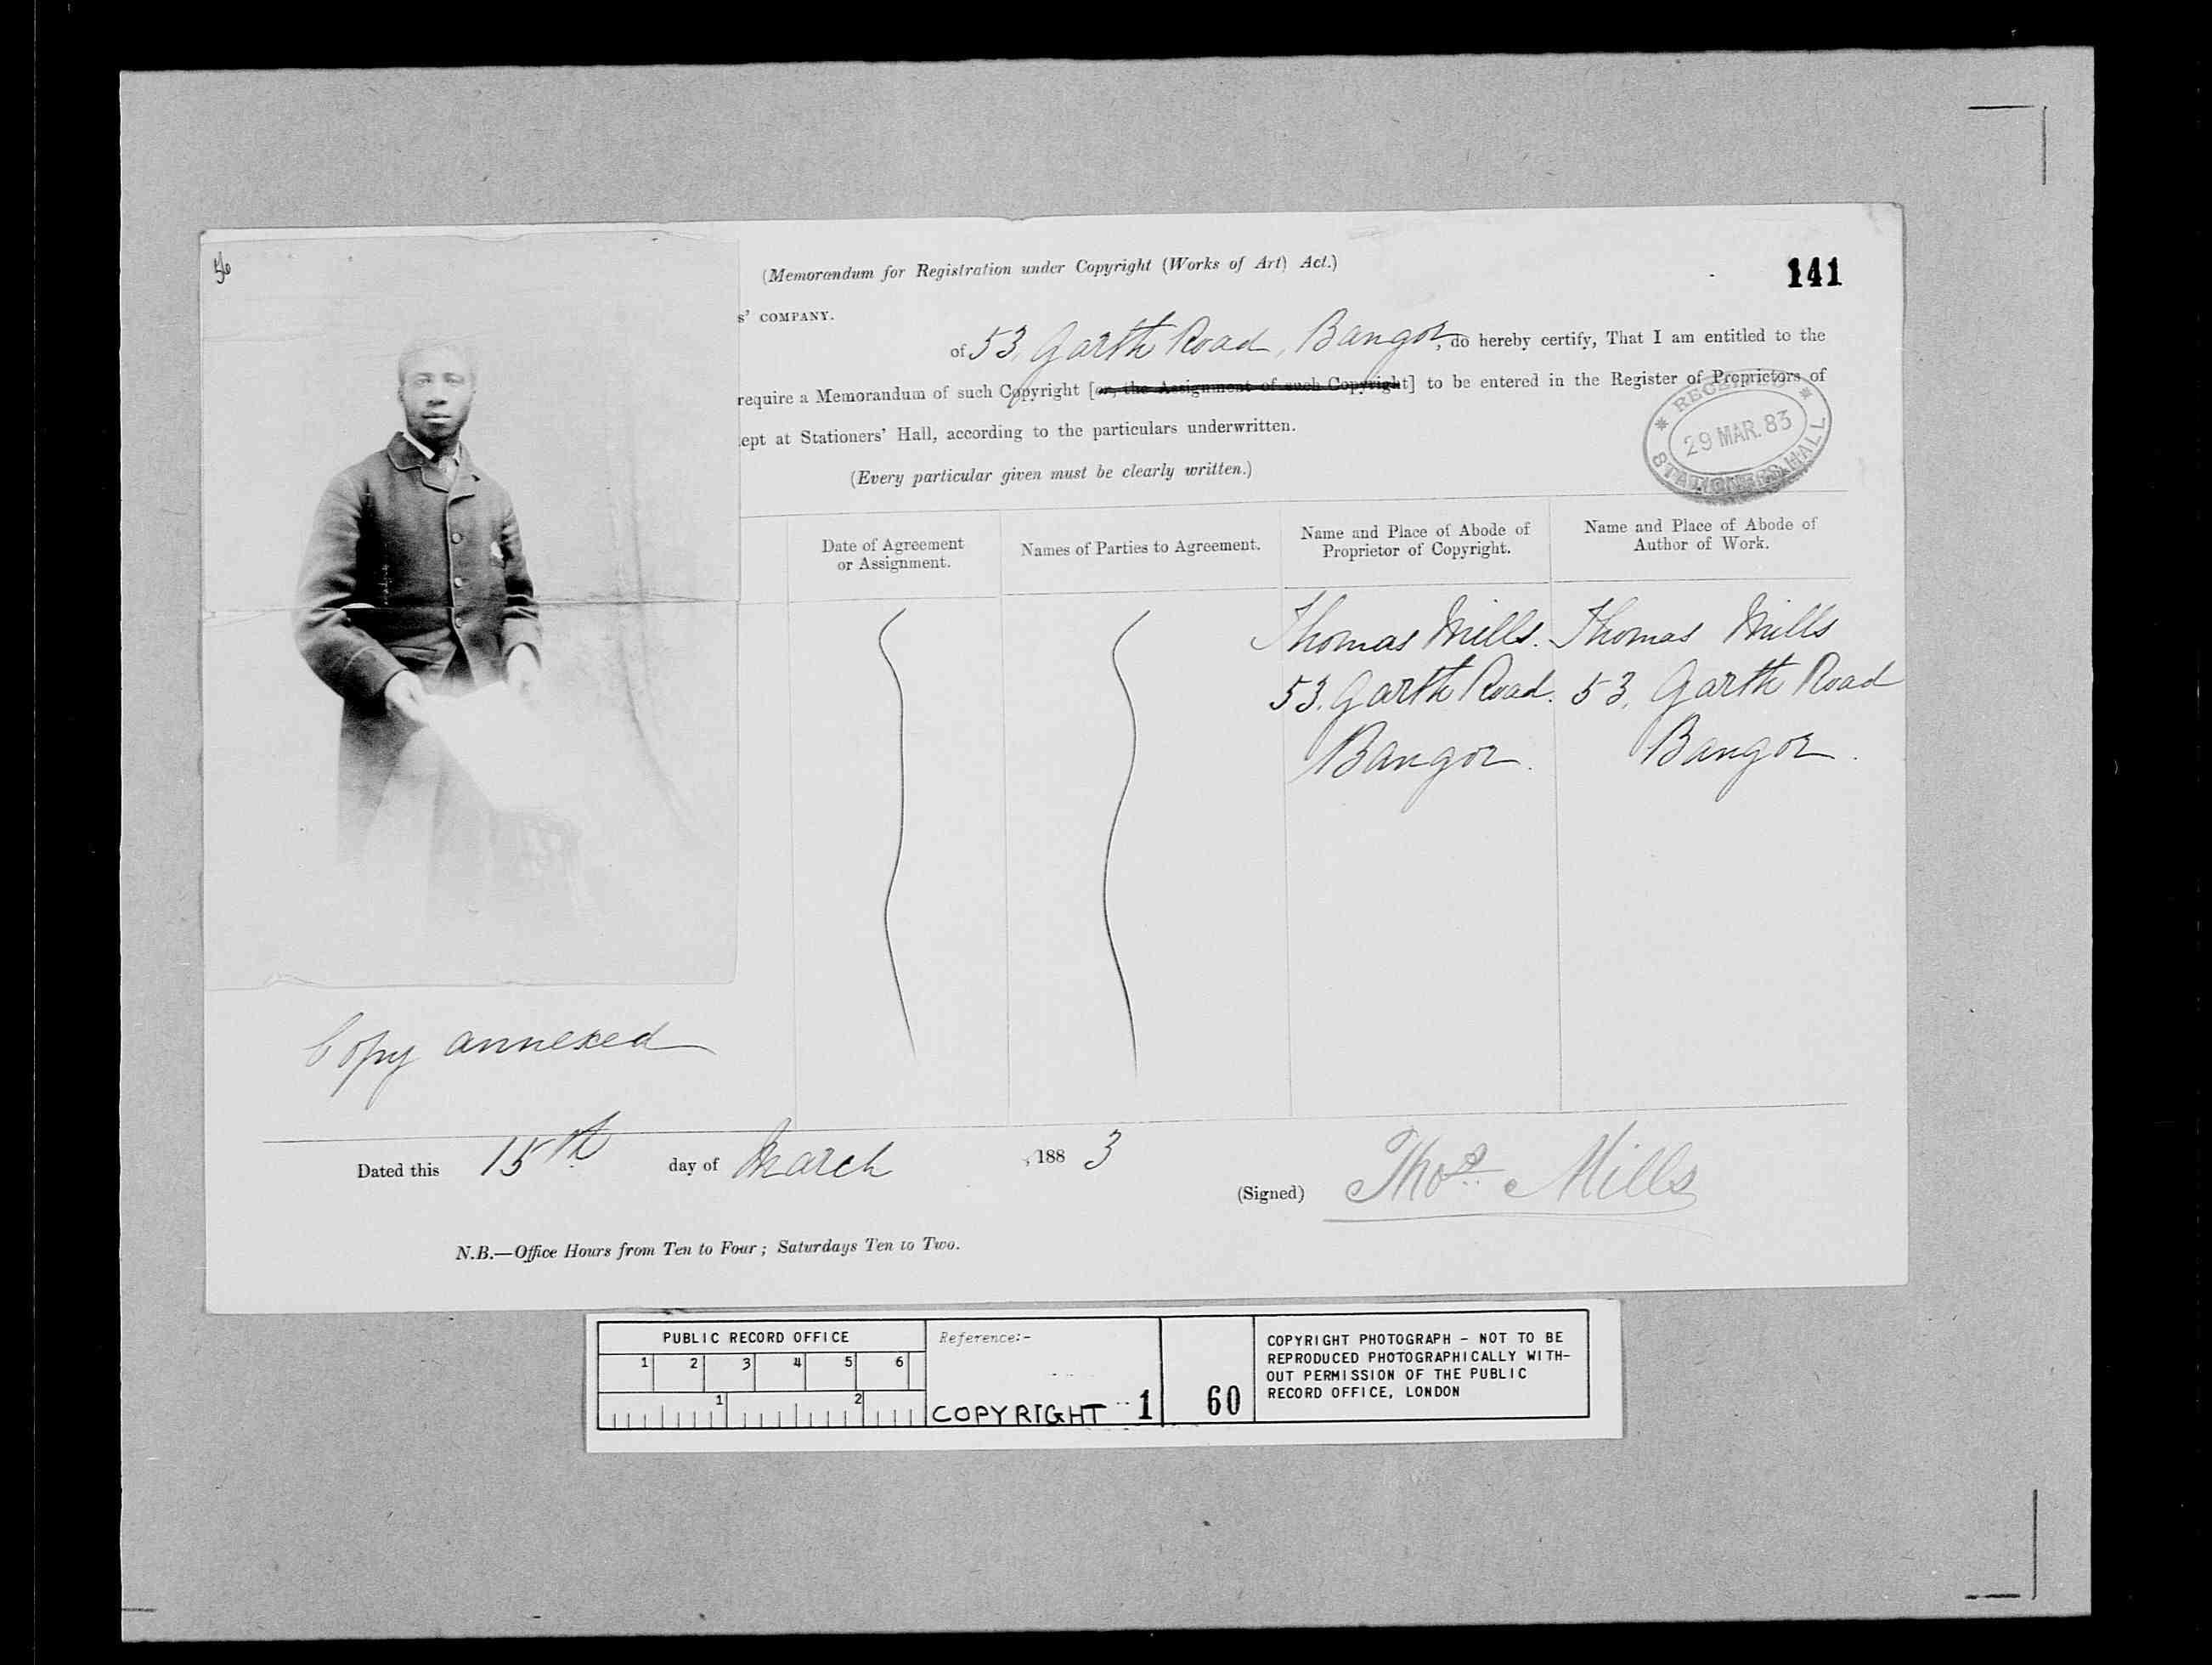 56
(Memorandum for Registration under Copyright (Works of Art) Act.)
141
s' COMPANY.
of 53, Garth Road, Bangor, do hereby certify, That I am entitled to the
require a Memorandum of such Copyright [or, the Assignment of such Copyright] to be entered in the Register of Proprietors of
ept at Stationers' Hall, according to the particulars underwritten.
(Every particular given must be clearly written.)
RECEIVED
29 MAR. 83
STATIONERS HALL
Date of Agreement
or Assignment.
Names of Parties to Agreement.
Name and Place of Abode of
Proprietor of Copyright.
Name and Place of Abode of
Author of Work.
Thomas Mills.
53. Garth Road.
Bangor.
Thomas Mills
53, Garth Road
Bangor.
Copy annexed
Dated this 15th day of March, 1883
(Signed) Thos. Mills
N.B.—Office Hours from Ten to Four; Saturdays Ten to Two.
PUBLIC RECORD OFFICE
1 2 3 4 5 6
1 2
Reference:-
COPYRIGHT 1
60
COPYRIGHT PHOTOGRAPH - NOT TO BE
REPRODUCED PHOTOGRAPHICALLY WITH-
OUT PERMISSION OF THE PUBLIC
RECORD OFFICE, LONDON